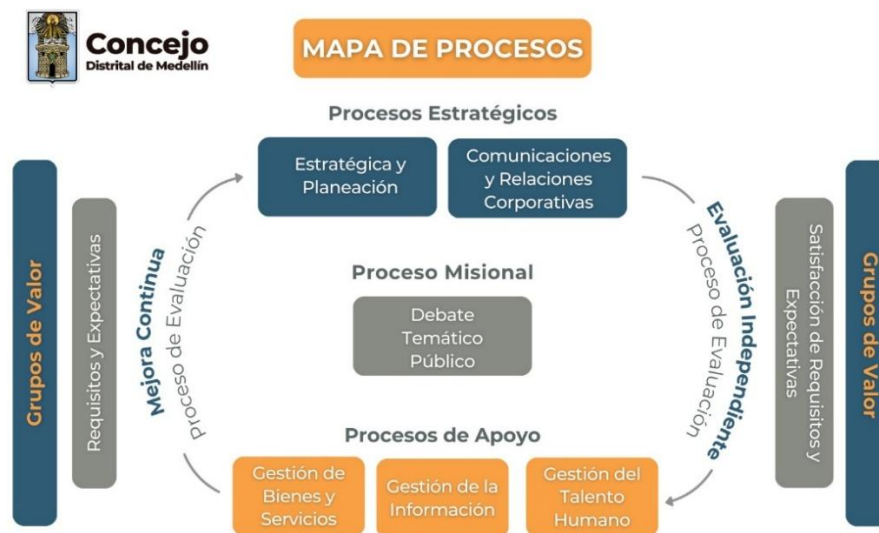 Concejo
Distrital de Medellín
MAPA DE PROCESOS
Procesos Estratégicos
Estratégica y
Planeación
Comunicaciones
y Relaciones
Corporativas
Grupos de Valor
Requisitos y Expectativas
Mejora Continua
Proceso de Evaluación
Proceso Misional
Debate
Temático
Público
Evaluación Independiente
Proceso de Evaluación
Satisfacción de Requisitos y
Expectativas
Grupos de Valor
Procesos de Apoyo
Gestión de
Bienes y
Servicios
Gestión de la
Información
Gestión del
Talento
Humano